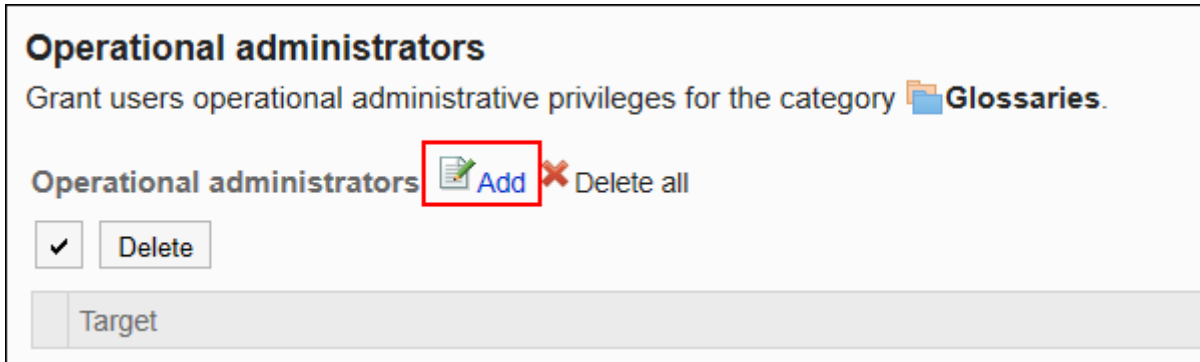 Operational administrators
Grant users operational administrative privileges for the category Glossaries.
Operational administrators Add Delete all
Delete
Target